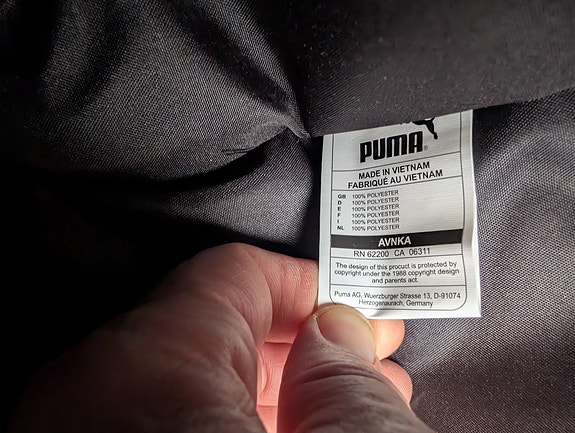 PUMA®
MADE IN VIETNAM
FABRIQUÉ AU VIETNAM
GB 100% POLYESTER
D 100% POLYESTER
E 100% POLYESTER
F 100% POLYESTER
I 100% POLYESTER
NL 100% POLYESTER
AVNKA
RN 62200 CA 06311
The design of this procuct is protected by
copyright under the 1988 copyright design
and parents act.
Puma AG, Wuerzburger Strasse 13, D-91074
Herzogenaurach, Germany